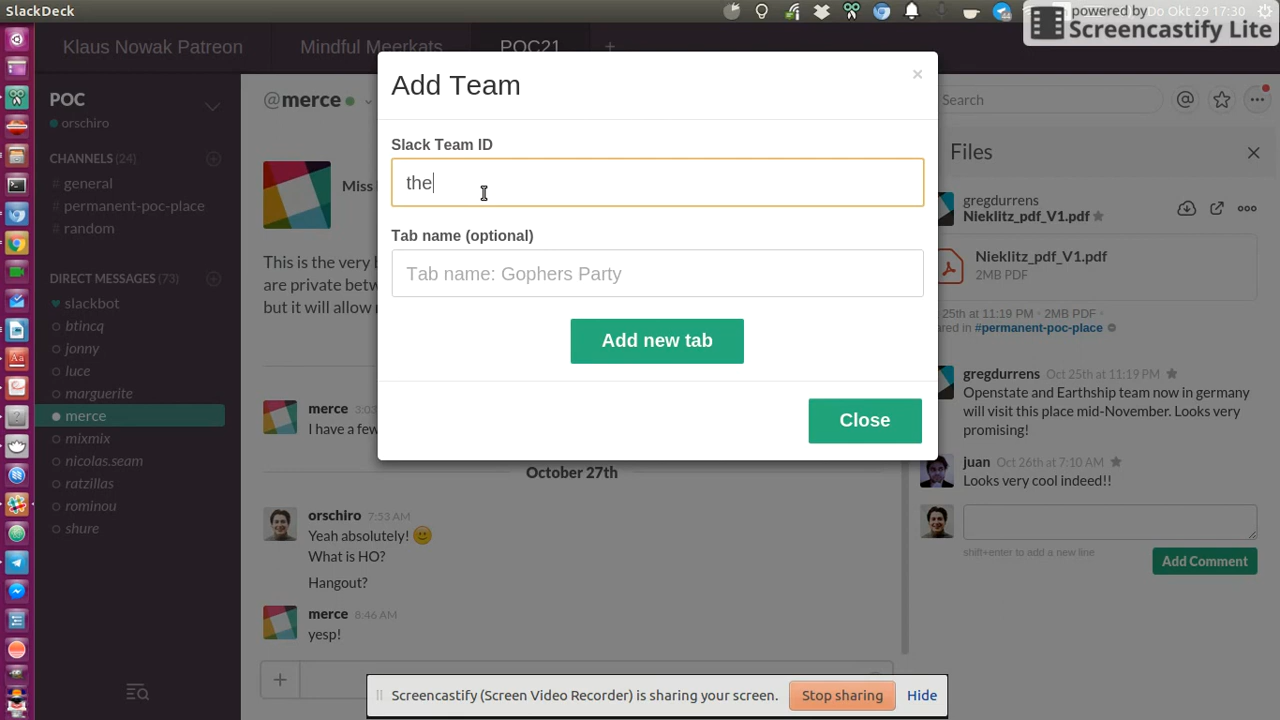 SlackDeck
Do Okt 29 17:30
powered by
Screencastify Lite
Klaus Nowak Patreon
Mindful Meerkats
POC21
+
POC
orschiro
CHANNELS (24)
# general
# permanent-poc-place
# random
DIRECT MESSAGES (73)
slackbot
btincq
jonny
luce
marguerite
merce
mixmix
nicolas.seam
ratzillas
rominou
shure
@merce
Miss
This is the very b
are private betw
but it will allow
merce 3:03
I have a few
October 27th
orschiro 7:53 AM
Yeah absolutely! 🙂
What is HO?
Hangout?
merce 8:46 AM
yesp!
+
Add Team
×
Slack Team ID
the
Tab name (optional)
Tab name: Gophers Party
Add new tab
Close
Search
Files
gregdurrens
Nieklitz_pdf_V1.pdf
Nieklitz_pdf_V1.pdf
2MB PDF
25th at 11:19 PM · 2MB PDF ·
ared in #permanent-poc-place
gregdurrens Oct 25th at 11:19 PM
Openstate and Earthship team now in germany
will visit this place mid-November. Looks very
promising!
juan Oct 26th at 7:10 AM
Looks very cool indeed!!
shift+enter to add a new line
Add Comment
Screencastify (Screen Video Recorder) is sharing your screen.
Stop sharing
Hide